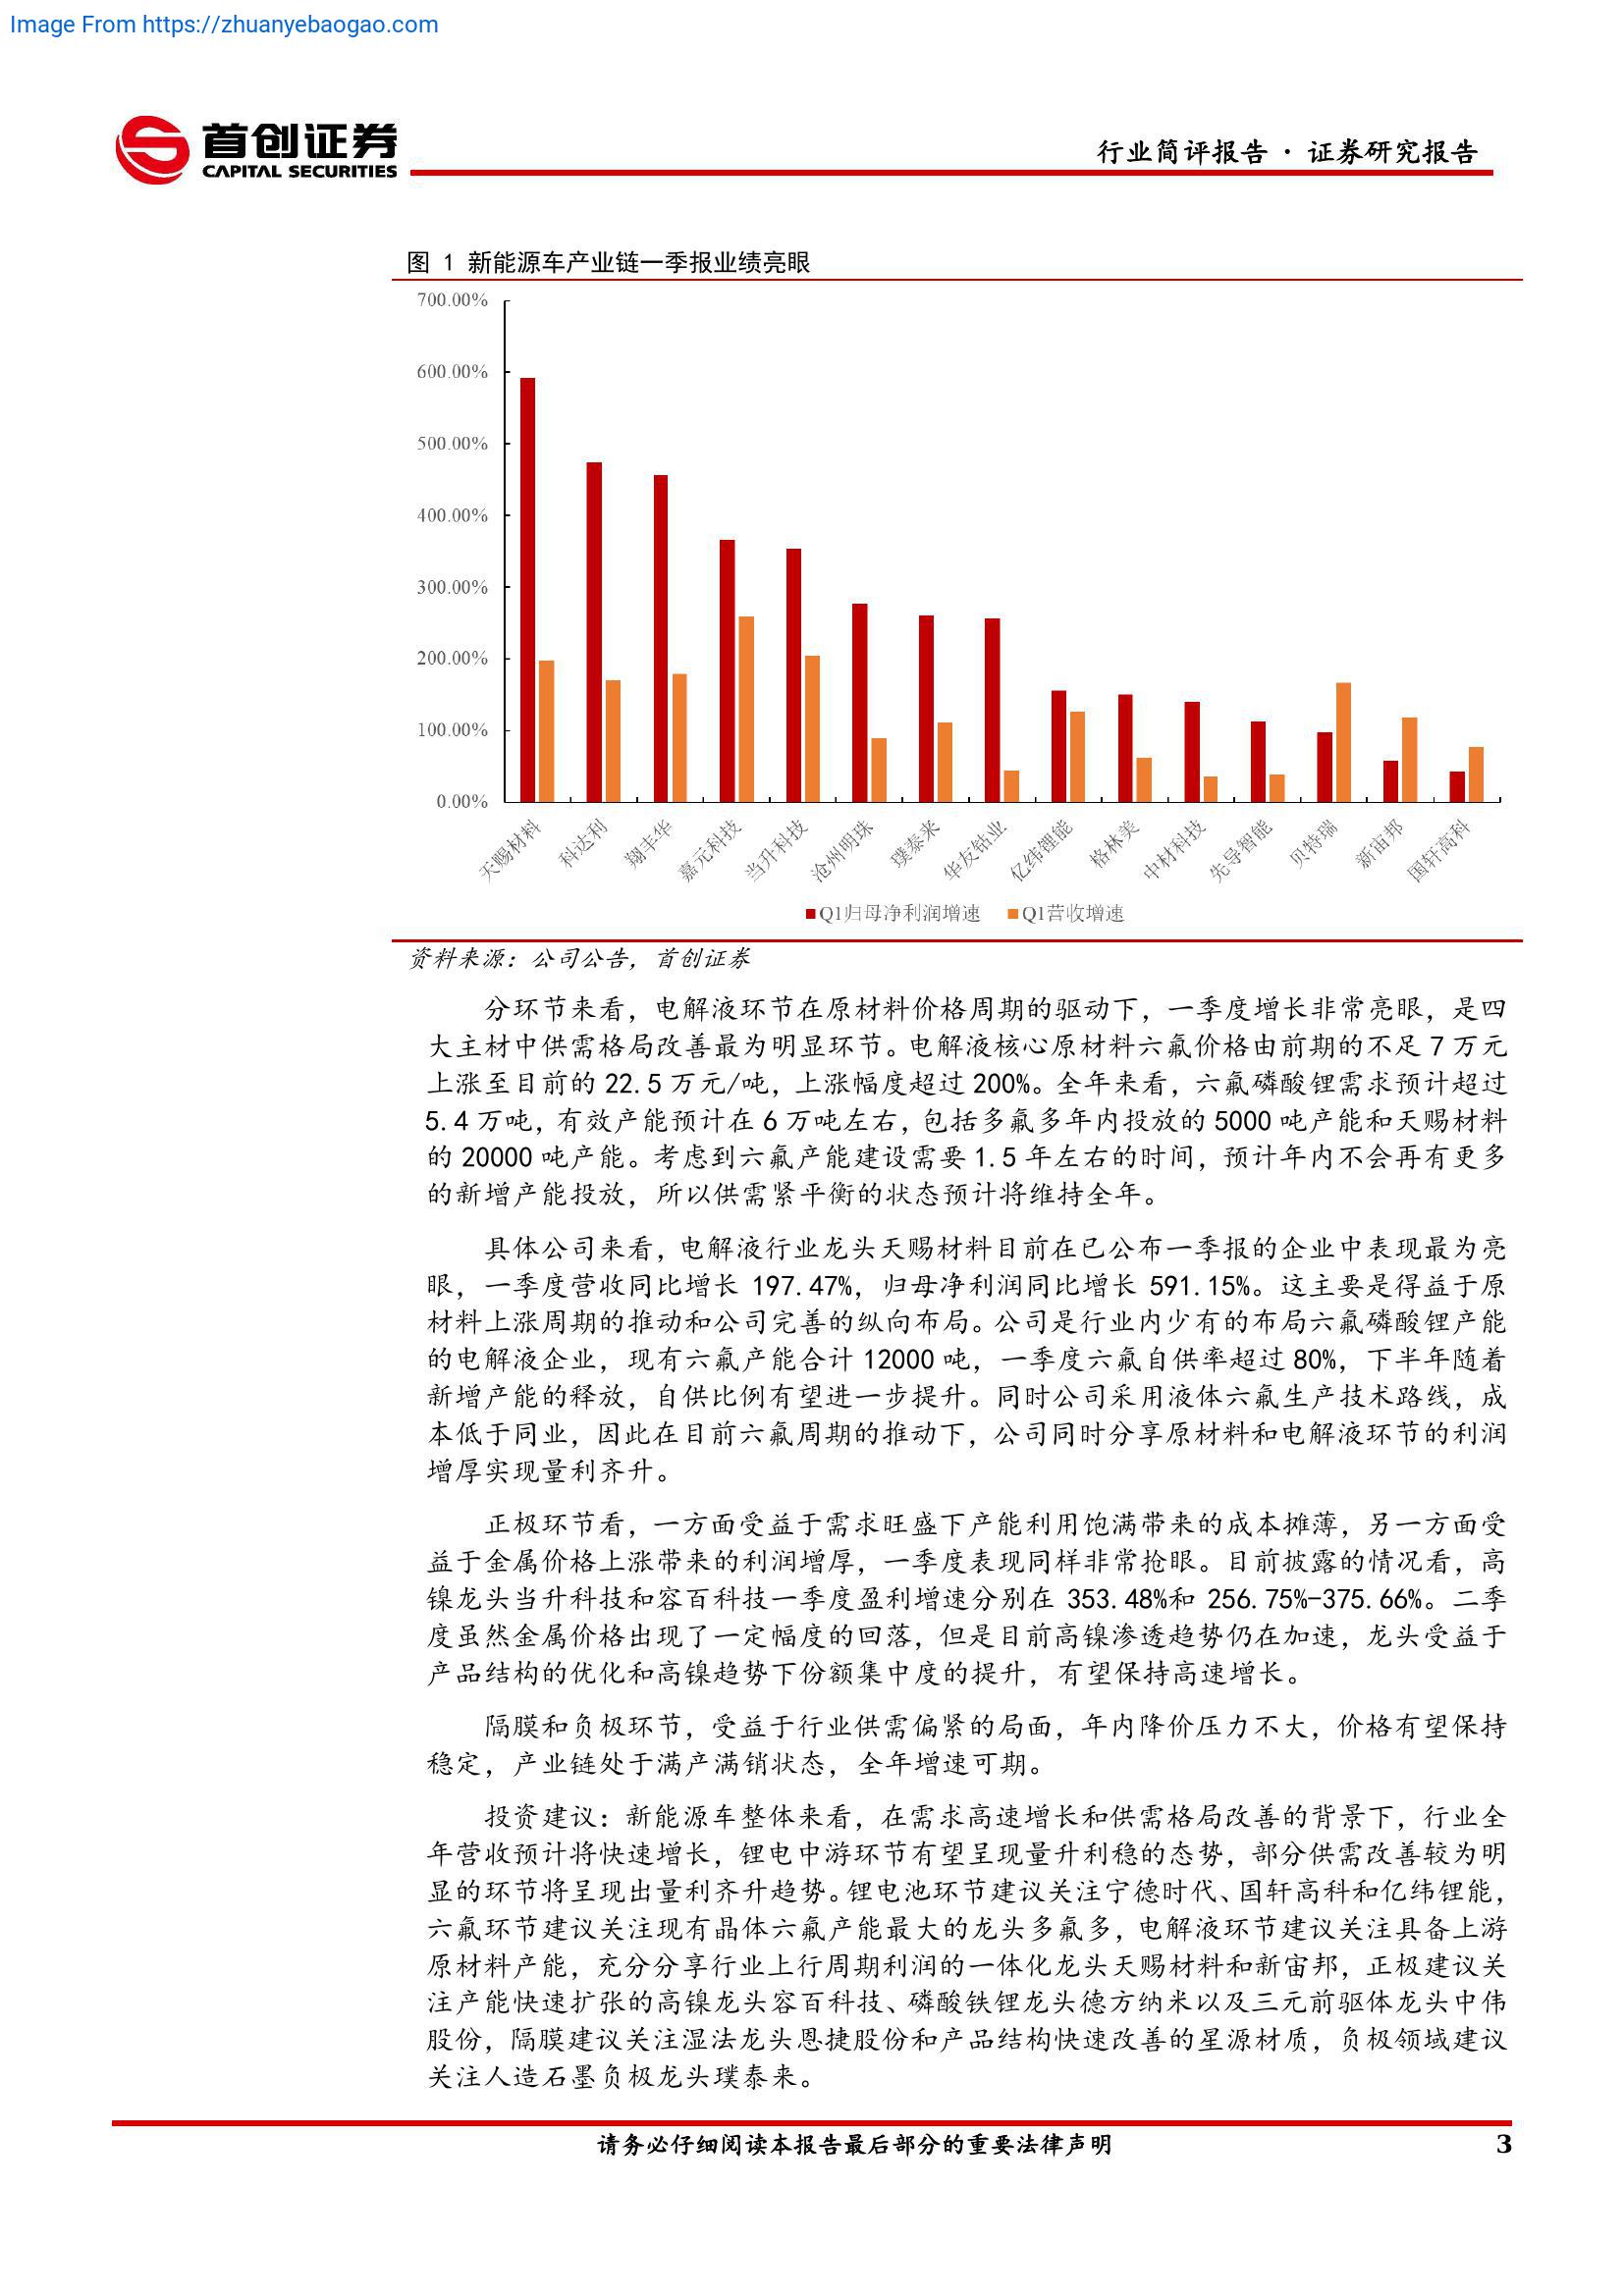 Image From https://zhuanyebaogao.com
首创证券
CAPITAL SECURITIES
行业简评报告 · 证券研究报告
图 1 新能源车产业链一季报业绩亮眼
700.00%
600.00%
500.00%
400.00%
300.00%
200.00%
100.00%
0.00%
天赐材料
科达利
翔丰华
嘉元科技
当升科技
沧州明珠
璞泰来
华友钴业
亿纬锂能
格林美
中材科技
先导智能
贝特瑞
新宙邦
国轩高科
Q1归母净利润增速 Q1营收增速
资料来源：公司公告，首创证券
分环节来看，电解液环节在原材料价格周期的驱动下，一季度增长非常亮眼，是四
大主材中供需格局改善最为明显环节。电解液核心原材料六氟价格由前期的不足 7 万元
上涨至目前的 22.5 万元/吨，上涨幅度超过 200%。全年来看，六氟磷酸锂需求预计超过
5.4 万吨，有效产能预计在 6 万吨左右，包括多氟多年内投放的 5000 吨产能和天赐材料
的 20000 吨产能。考虑到六氟产能建设需要 1.5 年左右的时间，预计年内不会再有更多
的新增产能投放，所以供需紧平衡的状态预计将维持全年。
具体公司来看，电解液行业龙头天赐材料目前在已公布一季报的企业中表现最为亮
眼，一季度营收同比增长 197.47%，归母净利润同比增长 591.15%。这主要是得益于原
材料上涨周期的推动和公司完善的纵向布局。公司是行业内少有的布局六氟磷酸锂产能
的电解液企业，现有六氟产能合计 12000 吨，一季度六氟自供率超过 80%，下半年随着
新增产能的释放，自供比例有望进一步提升。同时公司采用液体六氟生产技术路线，成
本低于同业，因此在目前六氟周期的推动下，公司同时分享原材料和电解液环节的利润
增厚实现量利齐升。
正极环节看，一方面受益于需求旺盛下产能利用饱满带来的成本摊薄，另一方面受
益于金属价格上涨带来的利润增厚，一季度表现同样非常抢眼。目前披露的情况看，高
镍龙头当升科技和容百科技一季度盈利增速分别在 353.48%和 256.75%-375.66%。二季
度虽然金属价格出现了一定幅度的回落，但是目前高镍渗透趋势仍在加速，龙头受益于
产品结构的优化和高镍趋势下份额集中度的提升，有望保持高速增长。
隔膜和负极环节，受益于行业供需偏紧的局面，年内降价压力不大，价格有望保持
稳定，产业链处于满产满销状态，全年增速可期。
投资建议：新能源车整体来看，在需求高速增长和供需格局改善的背景下，行业全
年营收预计将快速增长，锂电中游环节有望呈现量升利稳的态势，部分供需改善较为明
显的环节将呈现出量利齐升趋势。锂电池环节建议关注宁德时代、国轩高科和亿纬锂能，
六氟环节建议关注现有晶体六氟产能最大的龙头多氟多，电解液环节建议关注具备上游
原材料产能，充分分享行业上行周期利润的一体化龙头天赐材料和新宙邦，正极建议关
注产能快速扩张的高镍龙头容百科技、磷酸铁锂龙头德方纳米以及三元前驱体龙头中伟
股份，隔膜建议关注湿法龙头恩捷股份和产品结构快速改善的星源材质，负极领域建议
关注人造石墨负极龙头璞泰来。
请务必仔细阅读本报告最后部分的重要法律声明
3